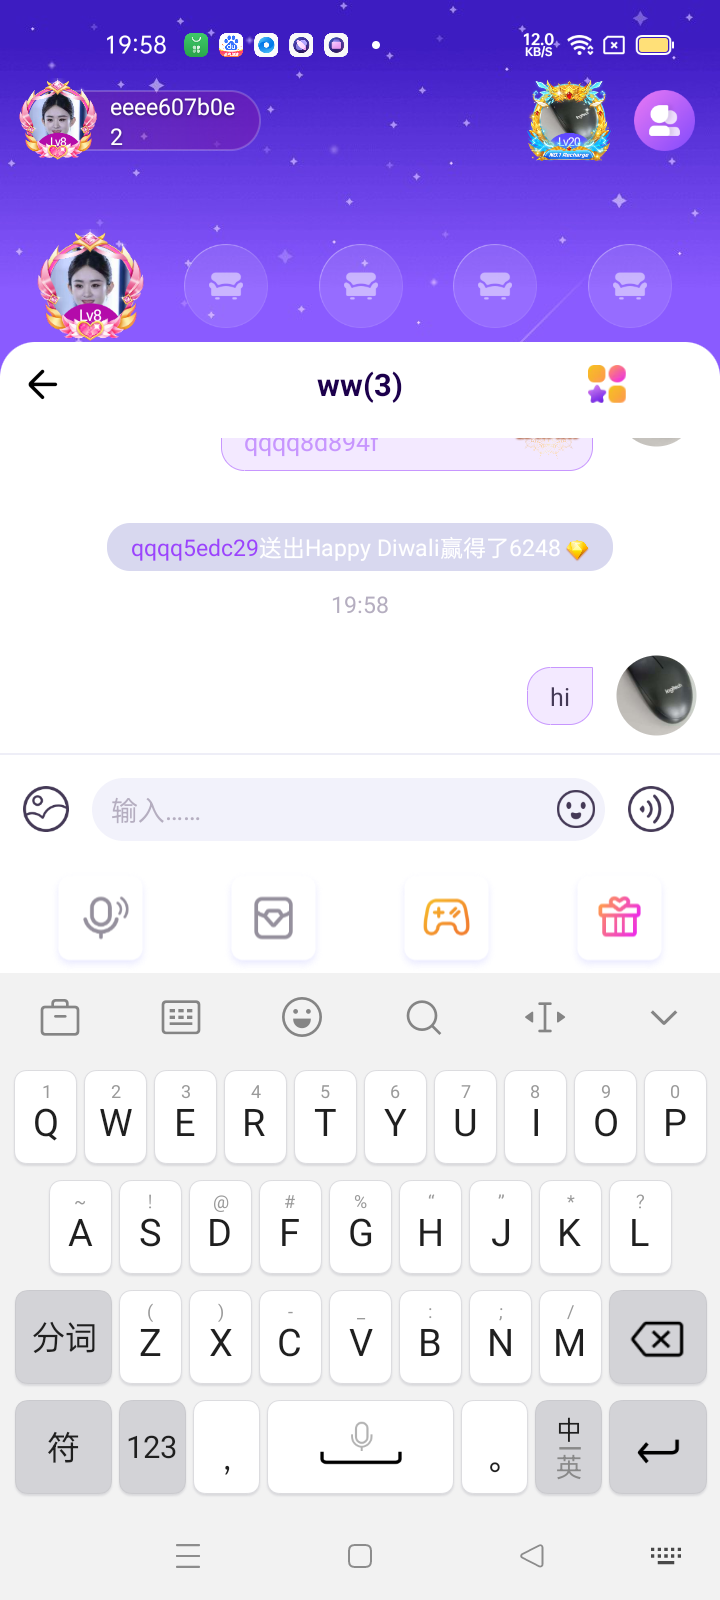 19:58
12.0
KB/S
eeee607b0e
2
Lv8
Lv20
NO.1 Recharge
Lv8
ww(3)
qqqq8d894f
qqqq5edc29送出Happy Diwali赢得了6248
19:58
hi
logitech
输入......
1 2 3 4 5 6 7 8 9 0
Q W E R T Y U I O P
~ ! @ # % “ ” * ?
A S D F G H J K L
( ) - _ : ; /
分词 Z X C V B N M
符 123 , 。 中
英